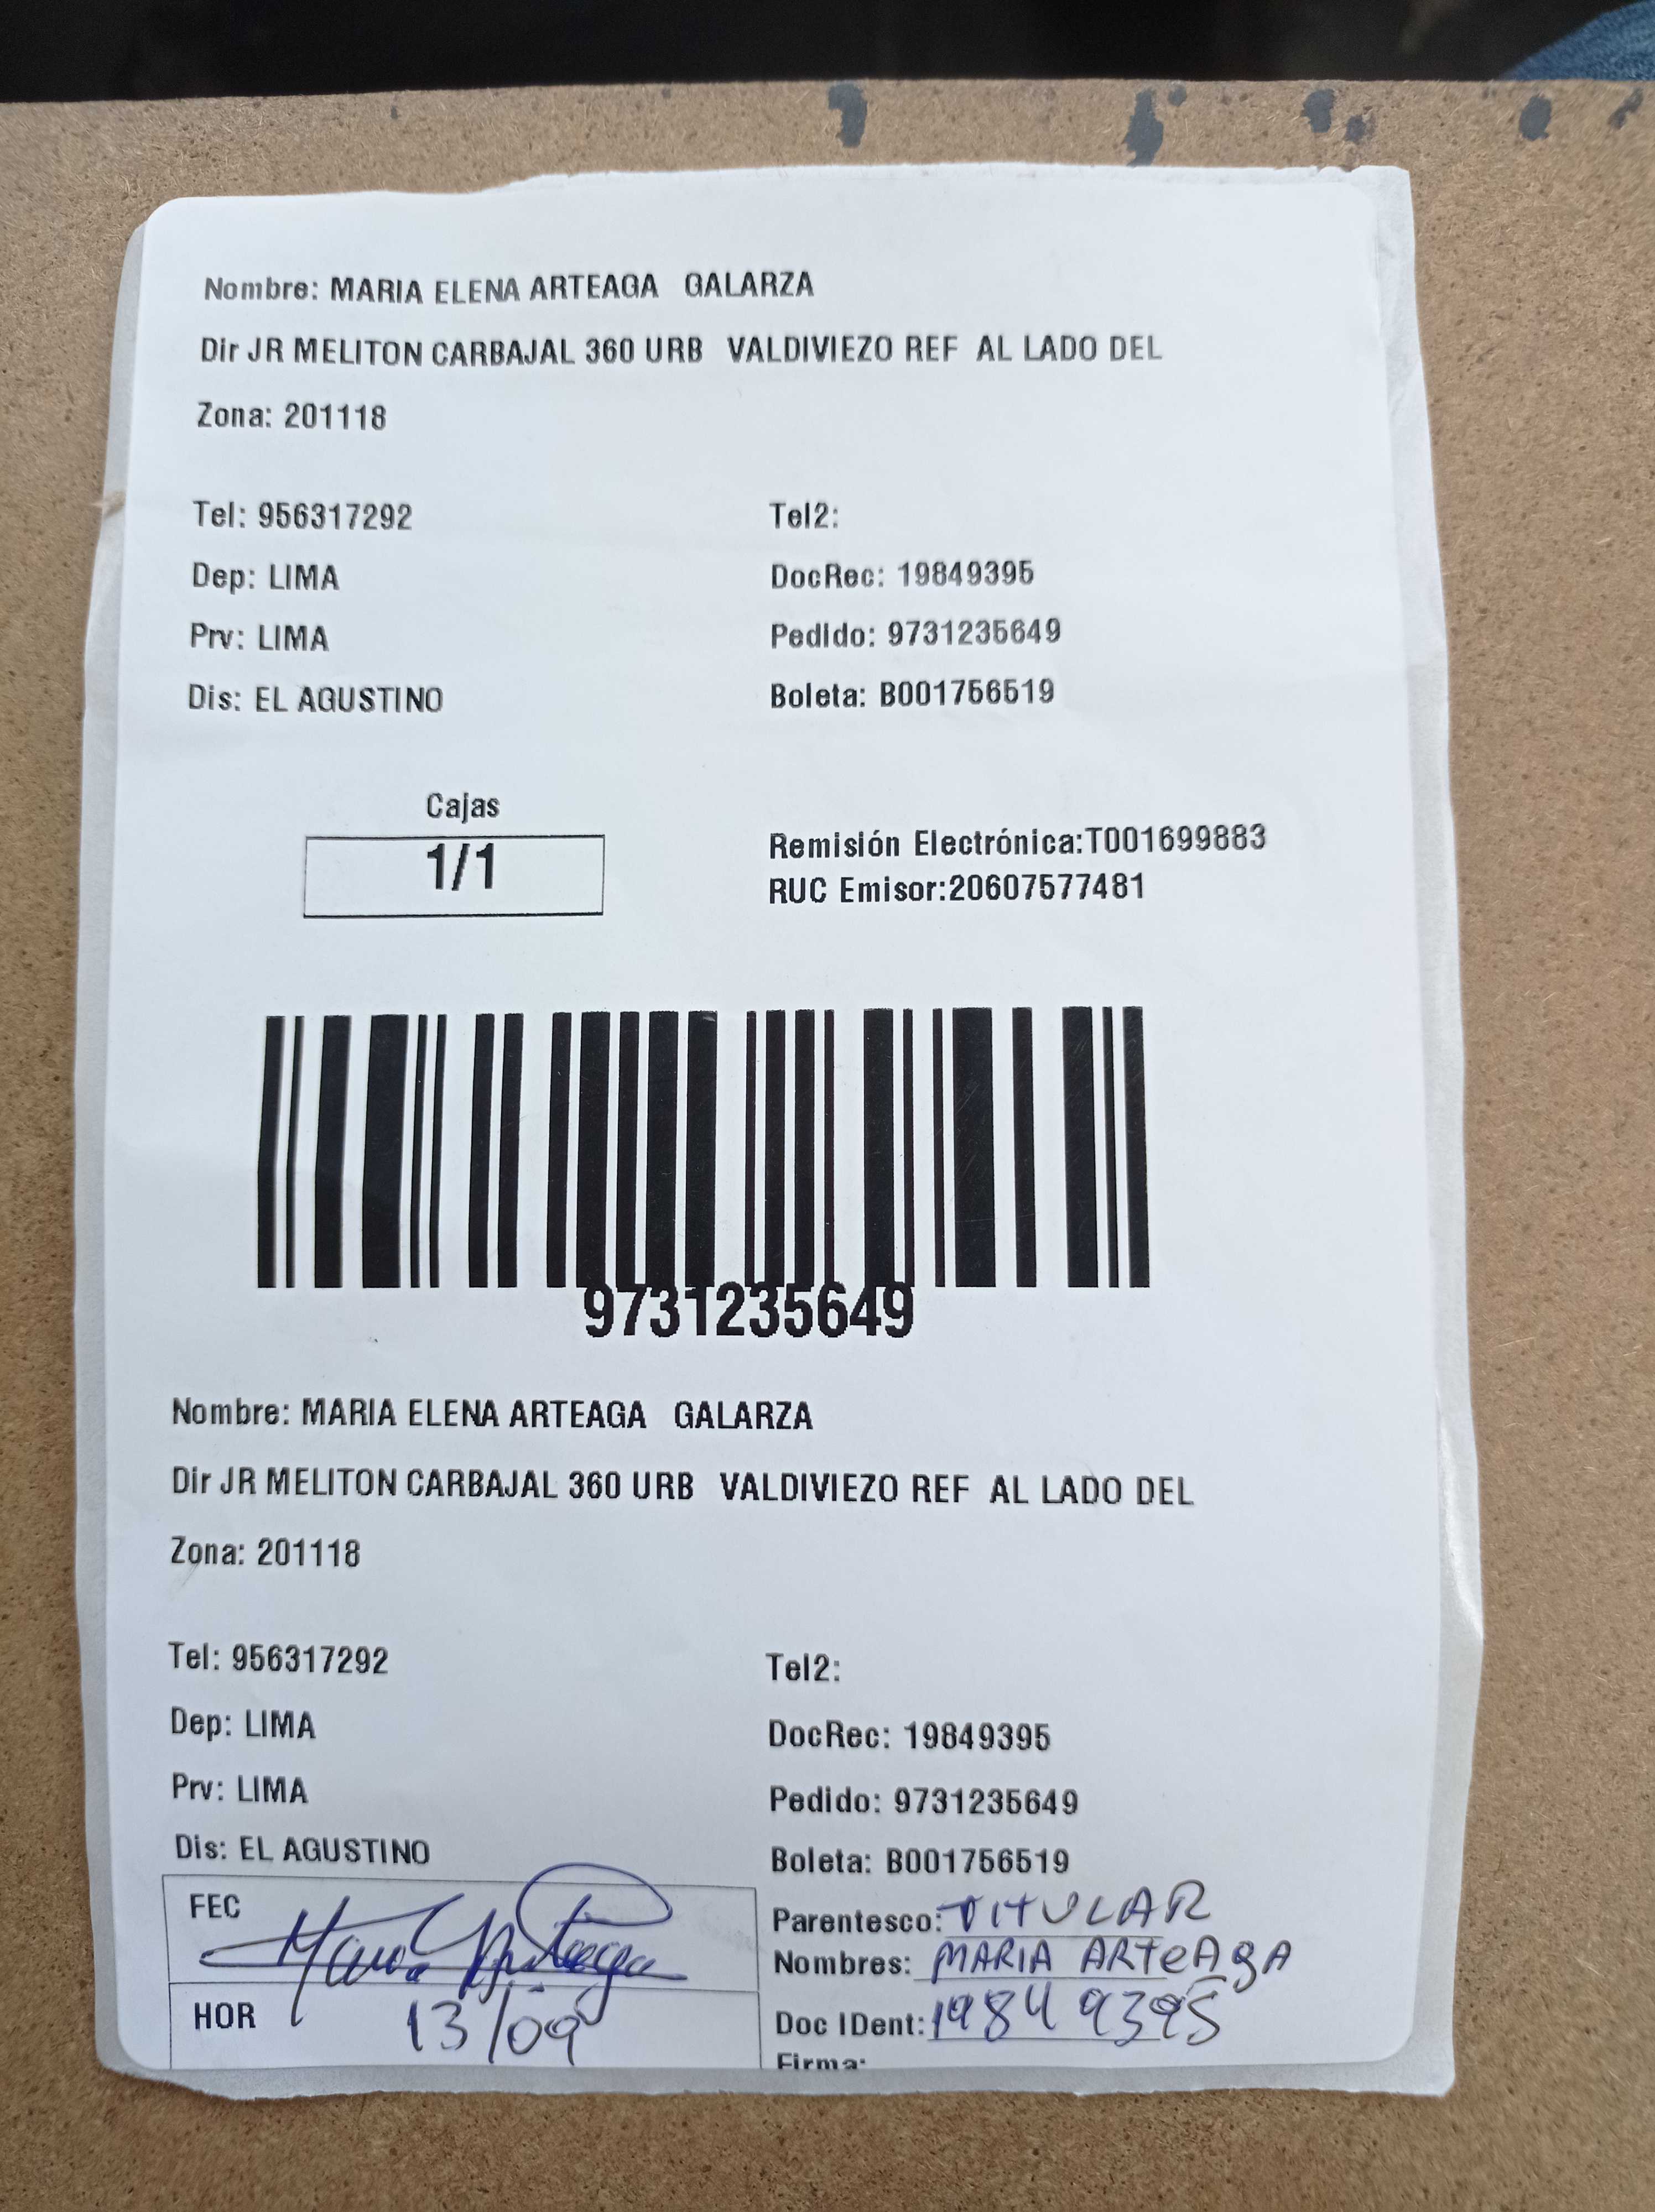 Nombre: MARIA ELENA ARTEAGA GALARZA
Dir JR MELITON CARBAJAL 360 URB VALDIVIEZO REF AL LADO DEL
Zona: 201118
Tel: 956317292 Tel2:
Dep: LIMA DocRec: 19849395
Prv: LIMA Pedido: 9731235649
Dis: EL AGUSTINO Boleta: B001756519
Cajas
1/1
Remisión Electrónica:T001699883
RUC Emisor:20607577481
9731235649
Nombre: MARIA ELENA ARTEAGA GALARZA
Dir JR MELITON CARBAJAL 360 URB VALDIVIEZO REF AL LADO DEL
Zona: 201118
Tel: 956317292 Tel2:
Dep: LIMA DocRec: 19849395
Prv: LIMA Pedido: 9731235649
Dis: EL AGUSTINO Boleta: B001756519
FEC Parentesco: TITULAR
Nombres: MARIA ARTeAgA
HOR 13/09 Doc IDent: 19849395
Firma: